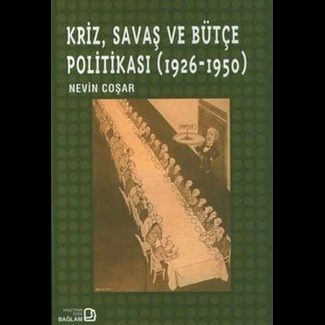 KRİZ, SAVAŞ VE BÜTÇE
POLİTİKASI (1926-1950)
NEVİN COŞAR
BAĞLAM